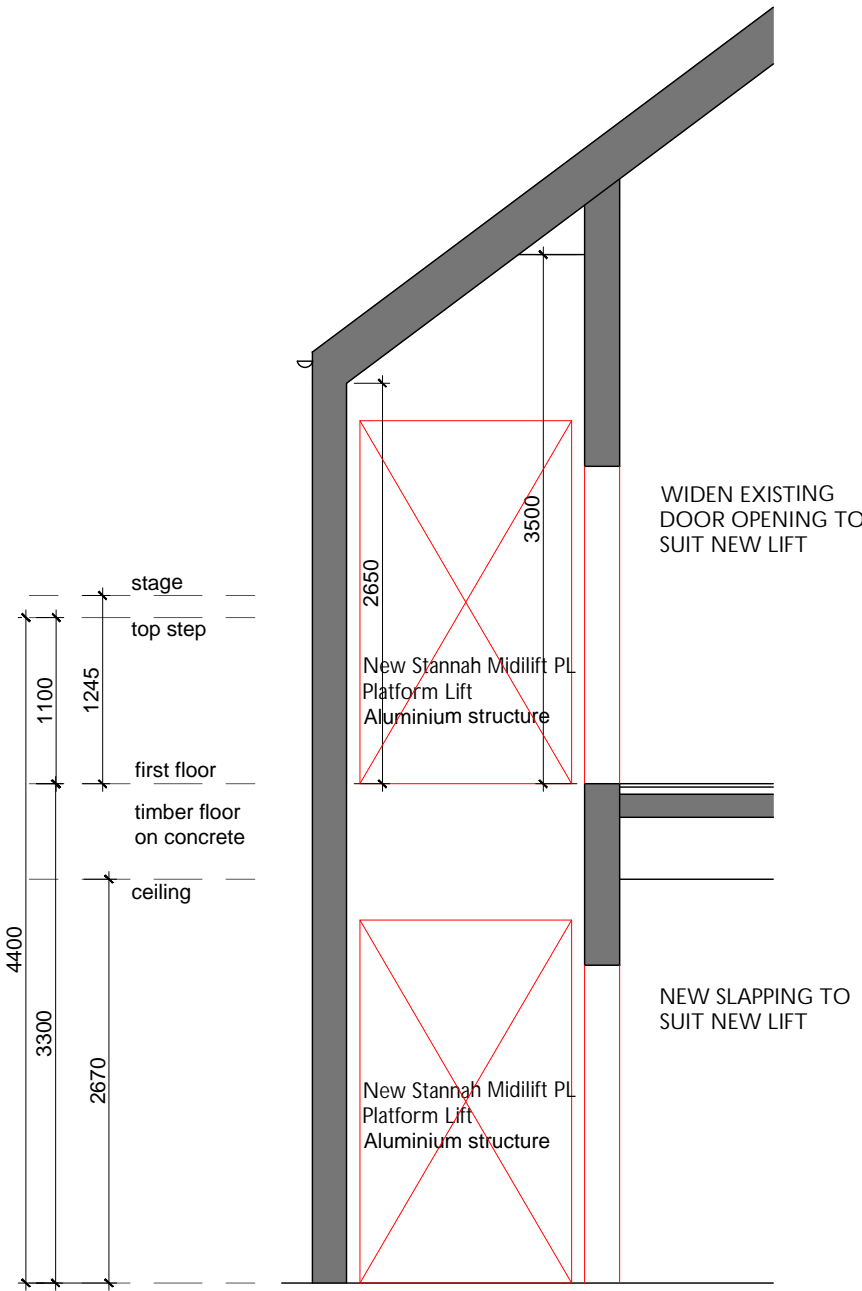 3500
2650
WIDEN EXISTING
DOOR OPENING TO
SUIT NEW LIFT
stage
top step
1100
1245
New Stannah Midilift PL
Platform Lift
Aluminium structure
first floor
timber floor
on concrete
ceiling
4400
3300
2670
NEW SLAPPING TO
SUIT NEW LIFT
New Stannah Midilift PL
Platform Lift
Aluminium structure